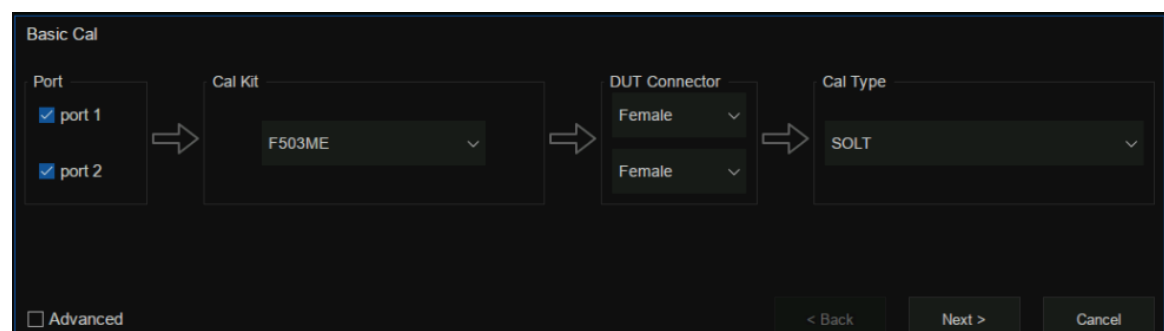 Basic Cal
Port
Cal Kit
DUT Connector
Cal Type
port 1
port 2
F503ME
Female
Female
SOLT
Advanced
< Back
Next >
Cancel